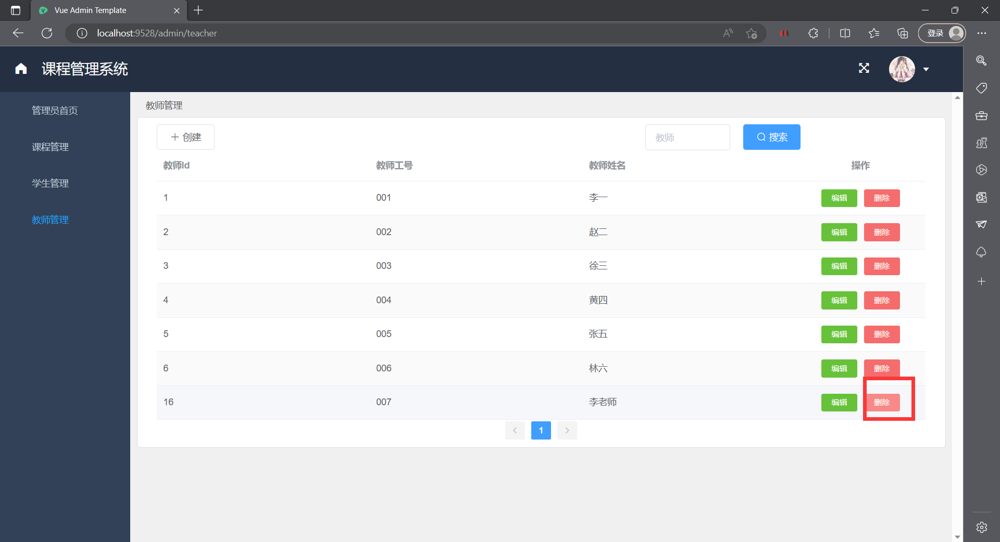 Vue Admin Template
localhost:9528/admin/teacher
登录
课程管理系统
管理员首页
课程管理
学生管理
教师管理
教师管理
创建
教师
搜索
教师Id 教师工号 教师姓名 操作
1 001 李一 编辑 删除
2 002 赵二 编辑 删除
3 003 徐三 编辑 删除
4 004 黄四 编辑 删除
5 005 张五 编辑 删除
6 006 林六 编辑 删除
16 007 李老师 编辑 删除
1